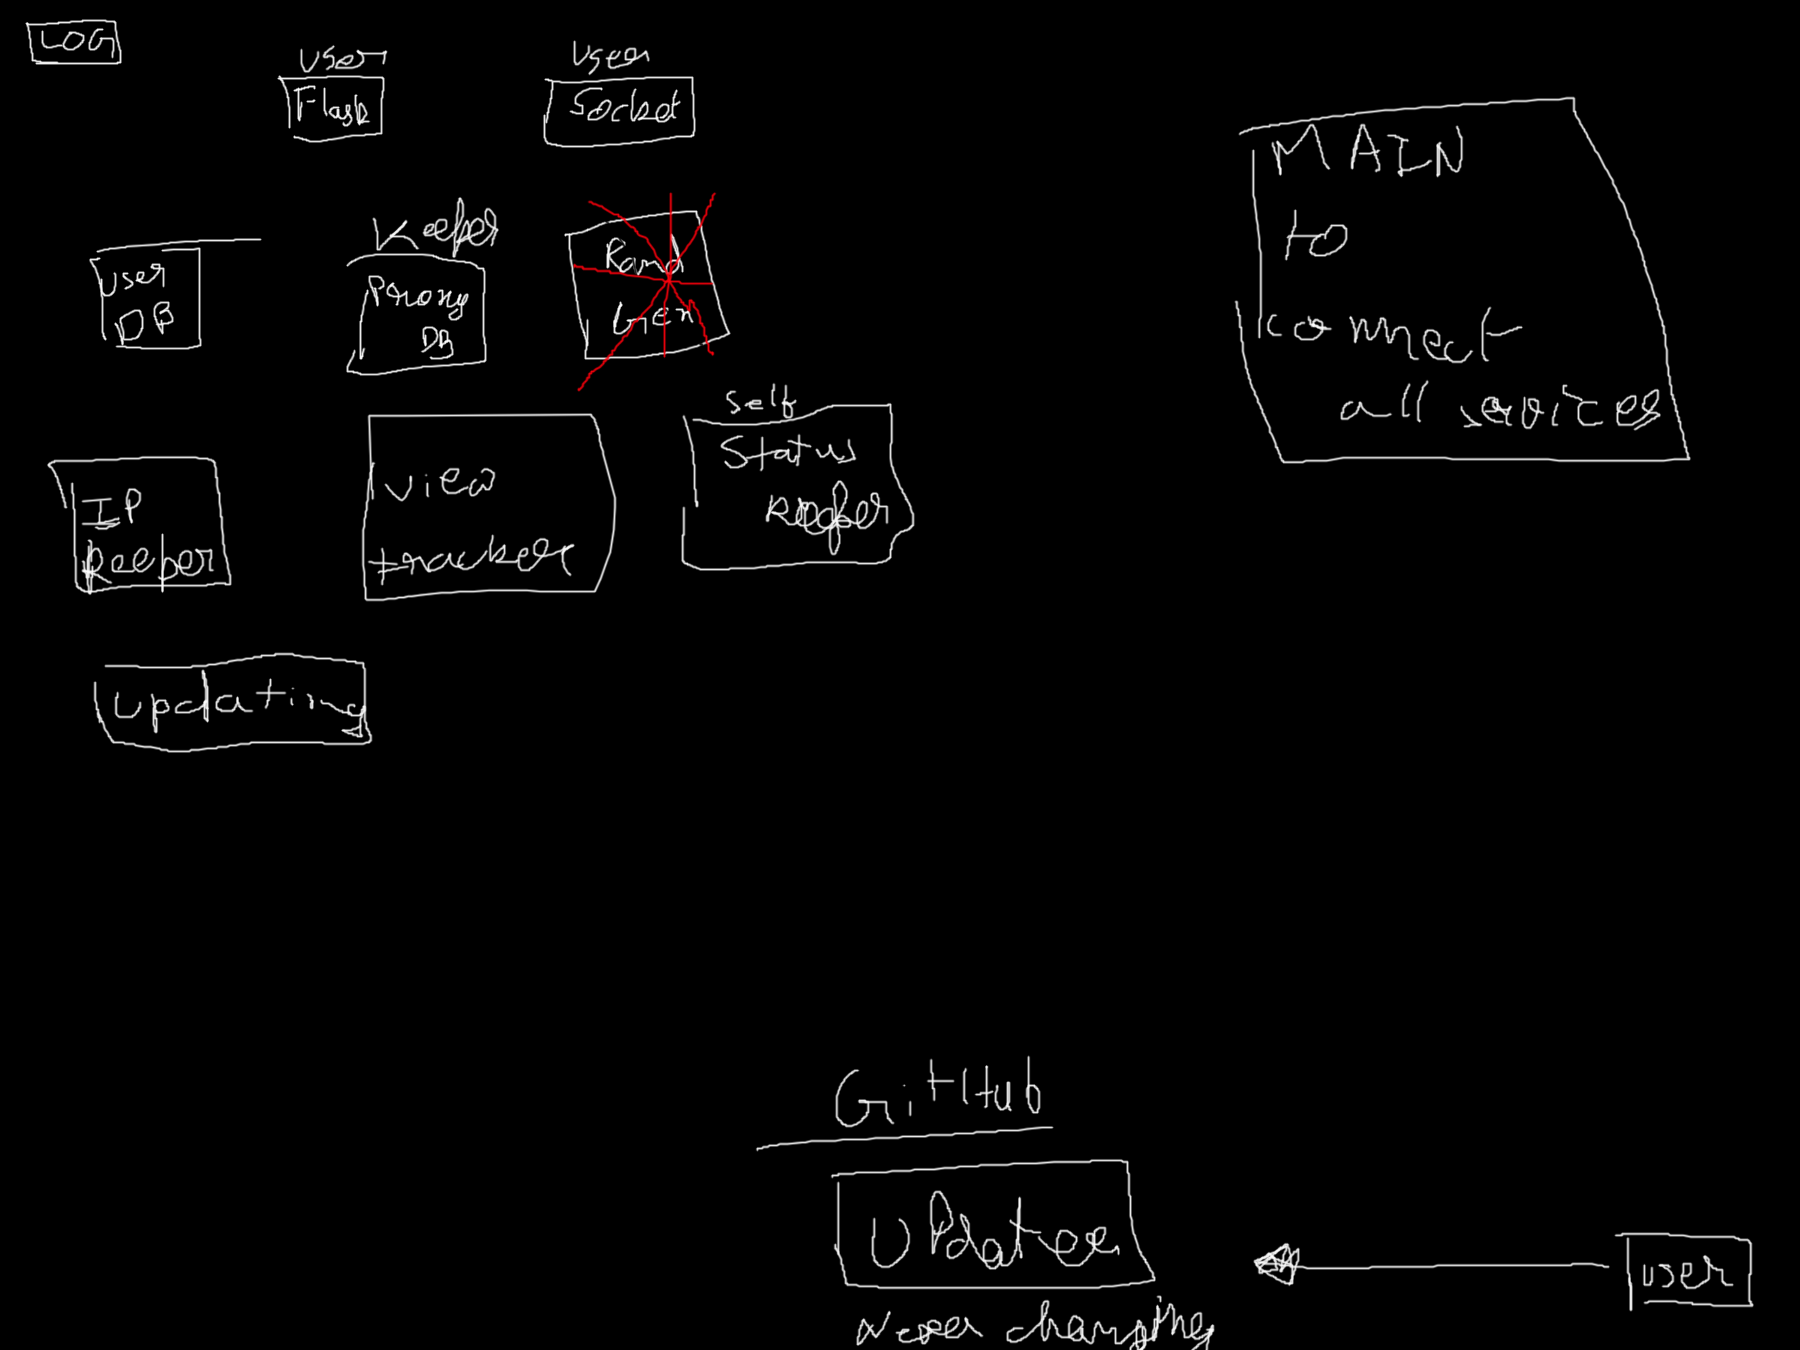 LOG
user
Flask
user
Socket
MAIN
to
connect
all services
user
DB
Keeper
Proxy
DB
Rand
Gen
IP
Keeper
view
tracker
Self
Status
Keeper
updating
GitHub
UPdater
Never changing
user